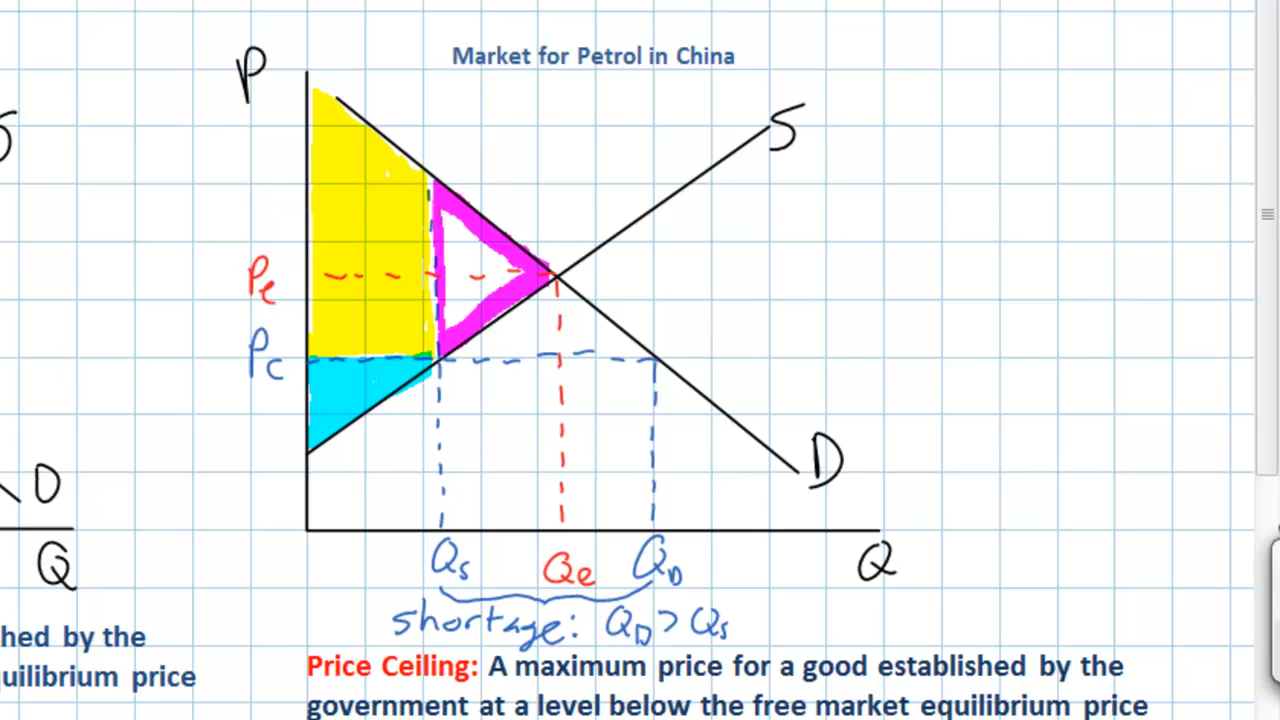 Market for Petrol in China
P
S
S
Pe
Pc
D
D
Q
Qs
Qe
QD
Q
shortage: QD > Qs
hed by the
uilibrium price
Price Ceiling: A maximum price for a good established by the
government at a level below the free market equilibrium price